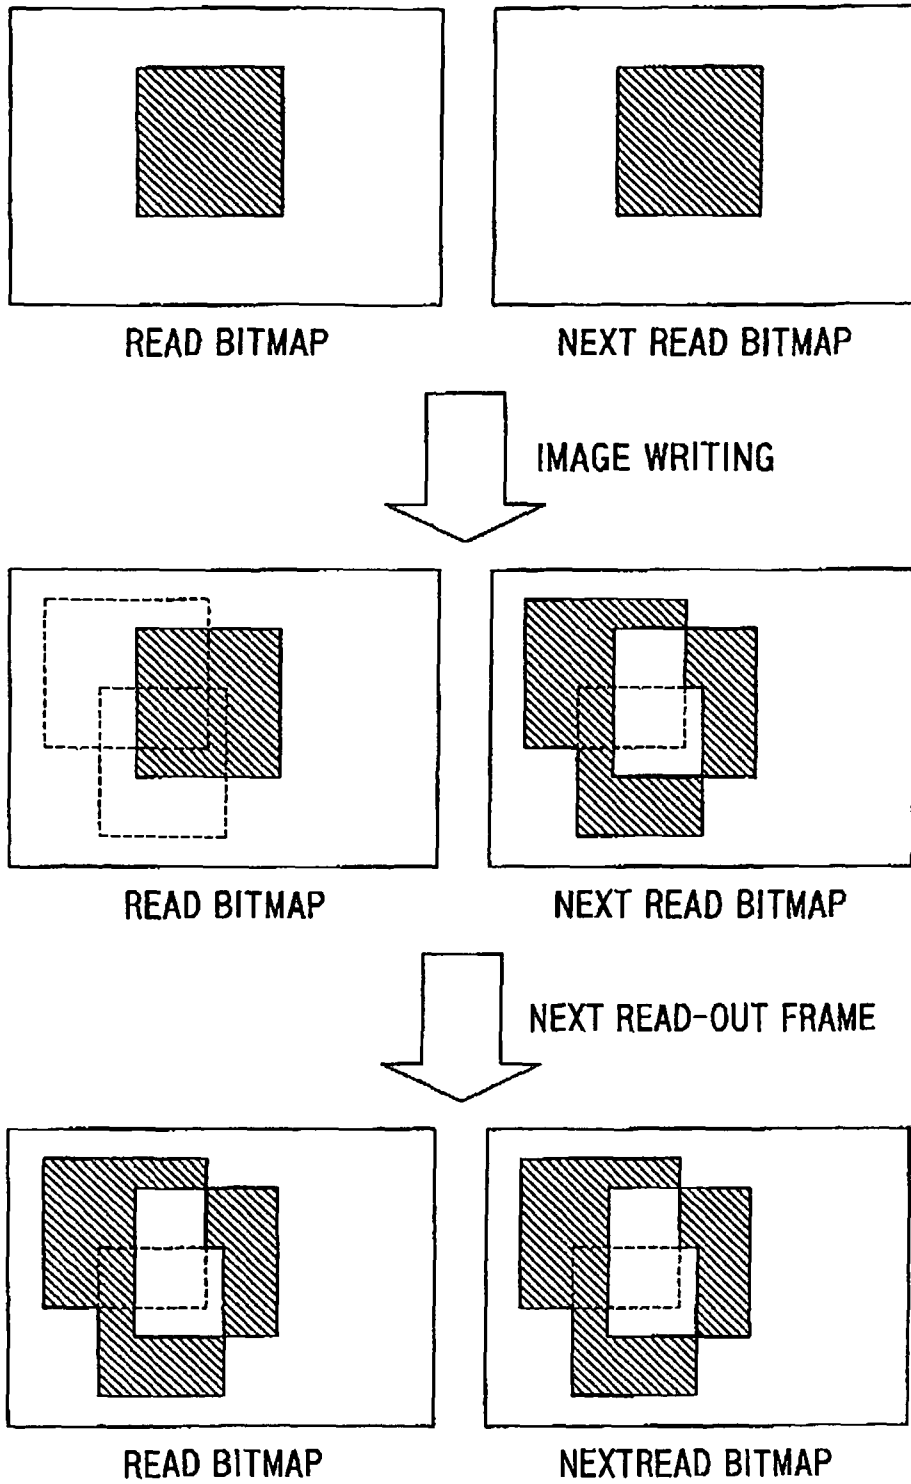 READ BITMAP
NEXT READ BITMAP
IMAGE WRITING
READ BITMAP
NEXT READ BITMAP
NEXT READ-OUT FRAME
READ BITMAP
NEXTREAD BITMAP